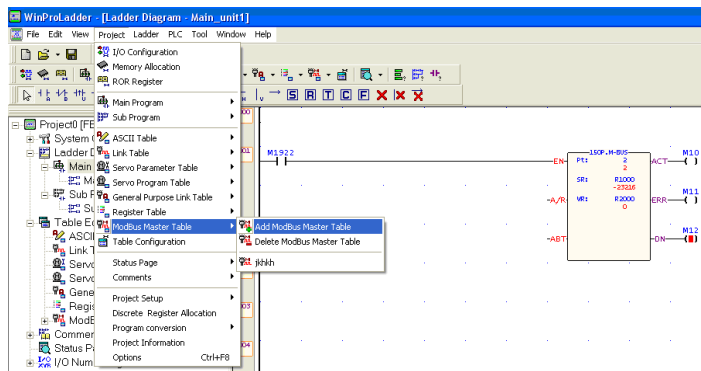 WinProLadder - [Ladder Diagram - Main_unit1]
File Edit View Project Ladder PLC Tool Window Help
I/O Configuration
Memory Allocation
ROR Register
Main Program
Sub Program
ASCII Table
Link Table
Servo Parameter Table
Servo Program Table
General Purpose Link Table
Register Table
ModBus Master Table
Table Configuration
Status Page
Comments
Project Setup
Discrete Register Allocation
Program conversion
Project Information
Options Ctrl+F8
Add ModBus Master Table
Delete ModBus Master Table
jkhkh
S R T C F
Project0 [FB
System
Ladder D
Main
Sub F
Su
Table Ec
ASCI
Link T
Servo
Servo
Gene
Regis
ModB
Commer
Status Pa
I/O Num
M1922
150P.M-BUS
EN Pt: 2 ACT M10
2
SR: R1000
-23216
A/R WR: R2000 ERR M11
0
ABT DN M12